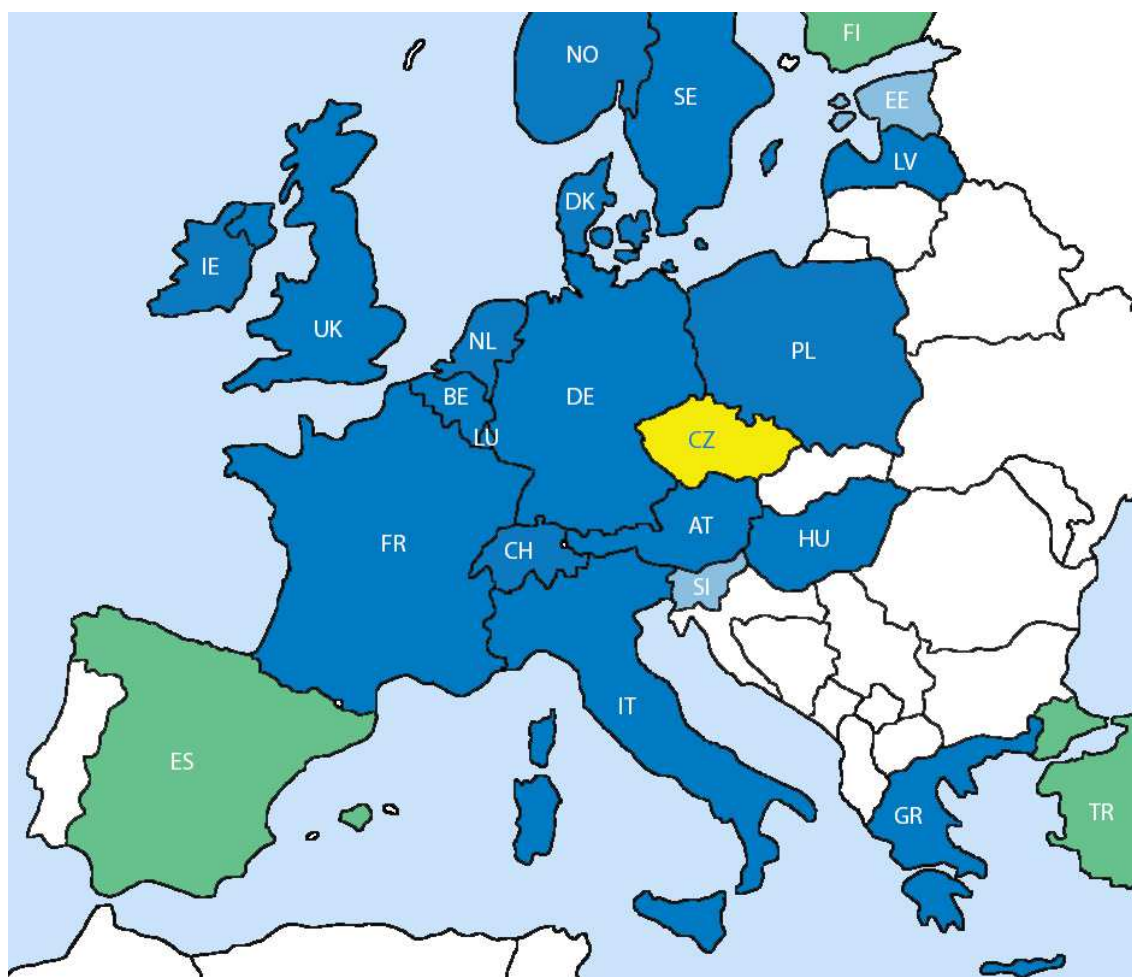 FI
NO
SE
EE
LV
DK
IE
UK
NL
PL
BE
DE
LU
CZ
FR
CH
AT
HU
SI
IT
ES
GR
TR